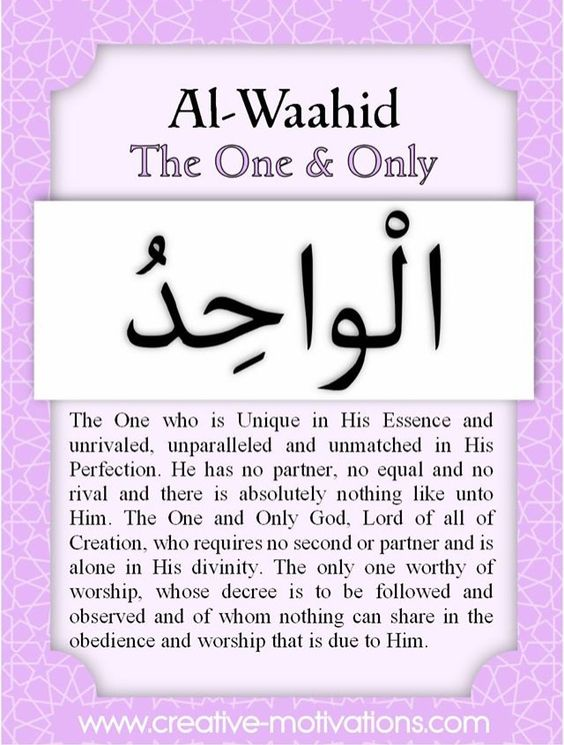 Al-Waahid
The One & Only
الْواحِدُ
The One who is Unique in His Essence and
unrivaled, unparalleled and unmatched in His
Perfection. He has no partner, no equal and no
rival and there is absolutely nothing like unto
Him. The One and Only God, Lord of all of
Creation, who requires no second or partner and is
alone in His divinity. The only one worthy of
worship, whose decree is to be followed and
observed and of whom nothing can share in the
obedience and worship that is due to Him.
www.creative-motivations.com